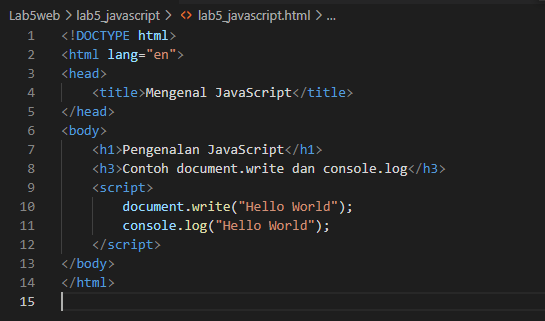 Lab5web > lab5_javascript > <> lab5_javascript.html > ...
1 <!DOCTYPE html>
2 <html lang="en">
3 <head>
4     <title>Mengenal JavaScript</title>
5 </head>
6 <body>
7     <h1>Pengenalan JavaScript</h1>
8     <h3>Contoh document.write dan console.log</h3>
9     <script>
10         document.write("Hello World");
11         console.log("Hello World");
12     </script>
13 </body>
14 </html>
15